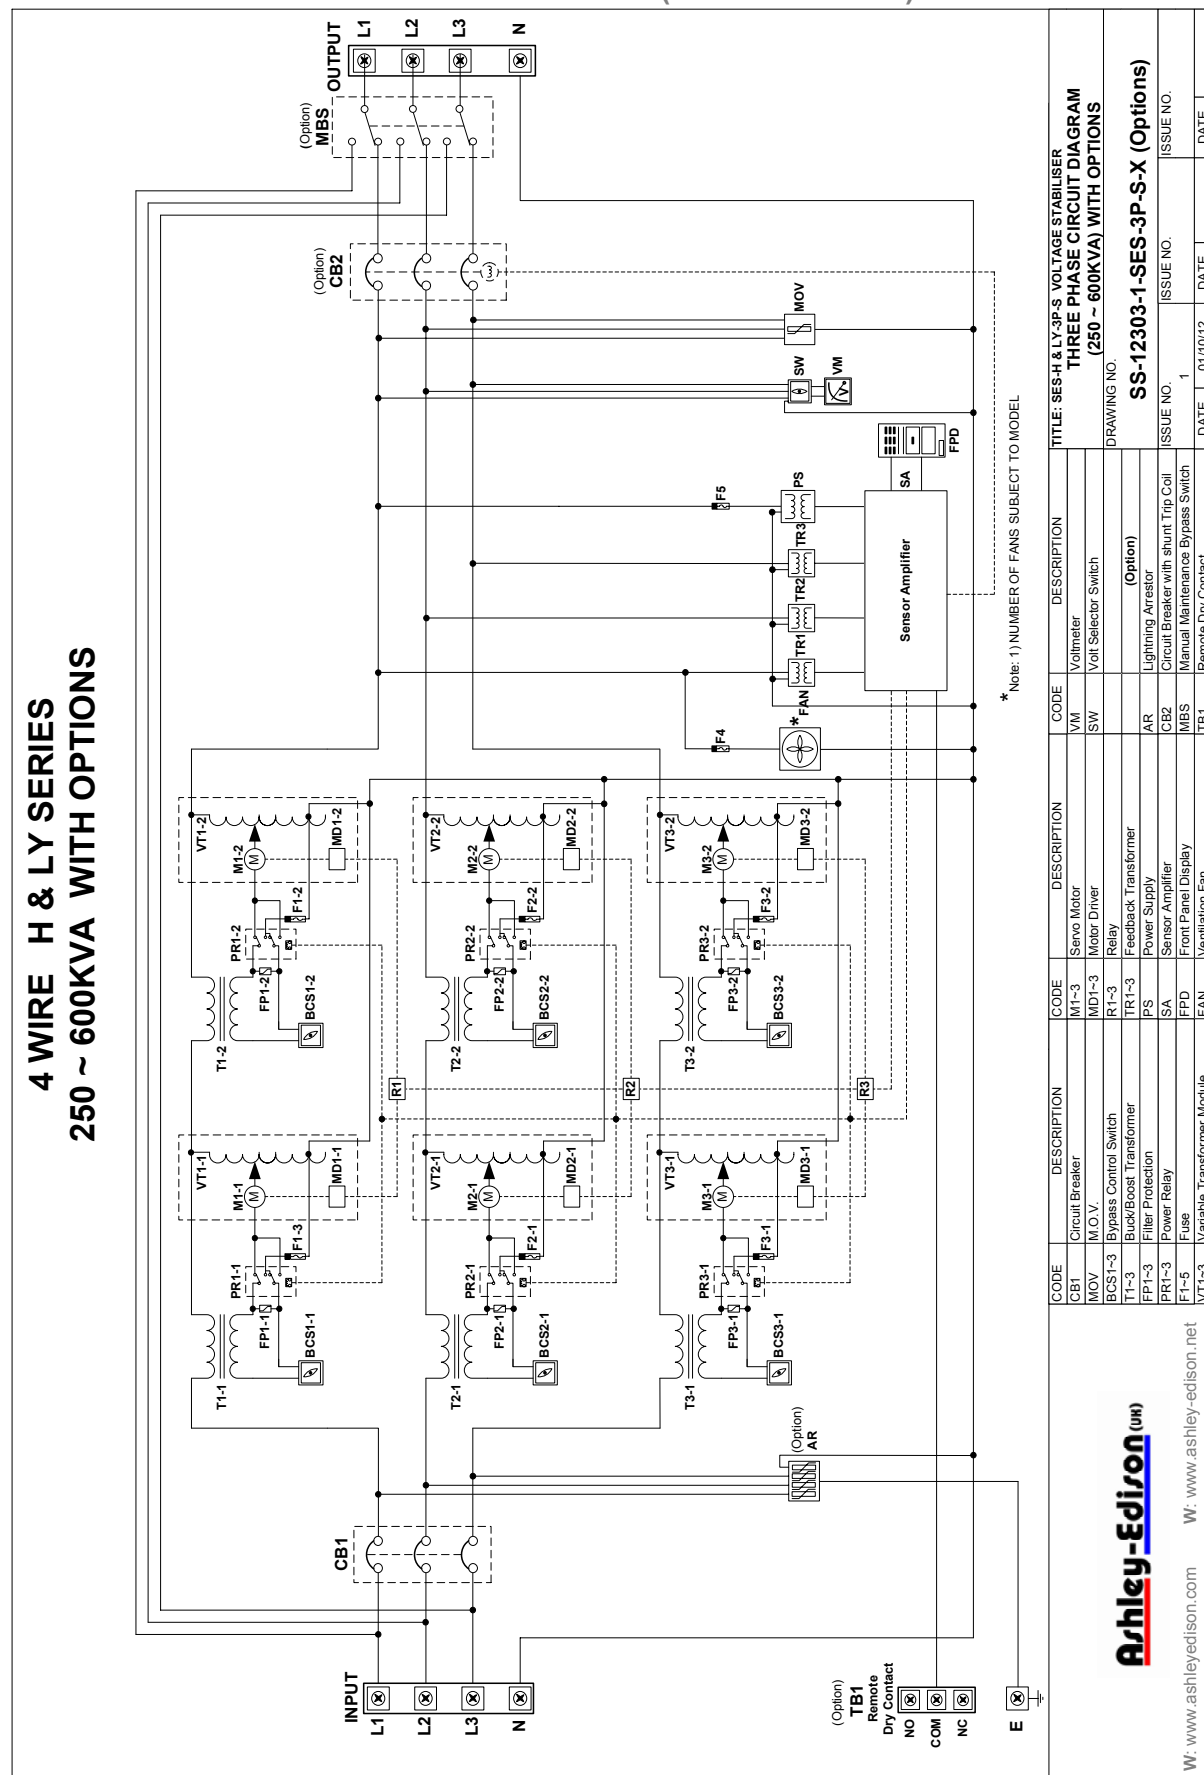 4 WIRE H & LY SERIES
250 ~ 600KVA WITH OPTIONS
INPUT
L1
L2
L3
N
(Option)
TB1
Remote
Dry Contact
NO
COM
NC
E
CB1
(Option)
AR
T1-1
BCS1-1
FP1-1
PR1-1
F1-3
M1-1
VT1-1
MD1-1
T1-2
BCS1-2
FP1-2
PR1-2
F1-2
M1-2
VT1-2
MD1-2
R1
T2-1
BCS2-1
FP2-1
PR2-1
F2-1
M2-1
VT2-1
MD2-1
T2-2
BCS2-2
FP2-2
PR2-2
F2-2
M2-2
VT2-2
MD2-2
R2
T3-1
BCS3-1
FP3-1
PR3-1
F3-1
M3-1
VT3-1
MD3-1
T3-2
BCS3-2
FP3-2
PR3-2
F3-2
M3-2
VT3-2
MD3-2
R3
M
M
M
M
M
M
F4
* FAN
TR1
TR2
TR3
F5
PS
Sensor Amplifier
SA
FPD
SW
VM
V
MOV
(Option)
CB2
(Option)
MBS
OUTPUT
L1
L2
L3
N
* Note: 1) NUMBER OF FANS SUBJECT TO MODEL
CODE DESCRIPTION CODE DESCRIPTION CODE DESCRIPTION
CB1 Circuit Breaker M1~3 Servo Motor VM Voltmeter
MOV M.O.V. MD1~3 Motor Driver SW Volt Selector Switch
BCS1~3 Bypass Control Switch R1~3 Relay
T1~3 Buck/Boost Transformer TR1~3 Feedback Transformer (Option)
FP1~3 Filter Protection PS Power Supply AR Lightning Arrestor
PR1~3 Power Relay SA Sensor Amplifier CB2 Circuit Breaker with shunt Trip Coil
F1~5 Fuse FPD Front Panel Display MBS Manual Maintenance Bypass Switch
VT1~3 Variable Transformer Module FAN Ventilation Fan TB1 Remote Dry Contact
TITLE: SES-H & LY-3P-S VOLTAGE STABILISER
THREE PHASE CIRCUIT DIAGRAM
(250 ~ 600KVA) WITH OPTIONS
DRAWING NO.
SS-12303-1-SES-3P-S-X (Options)
ISSUE NO. 1 ISSUE NO. ISSUE NO.
DATE 01/10/12 DATE DATE
Ashley-Edison (UK)
W: www.ashleyedison.com W: www.ashley-edison.net